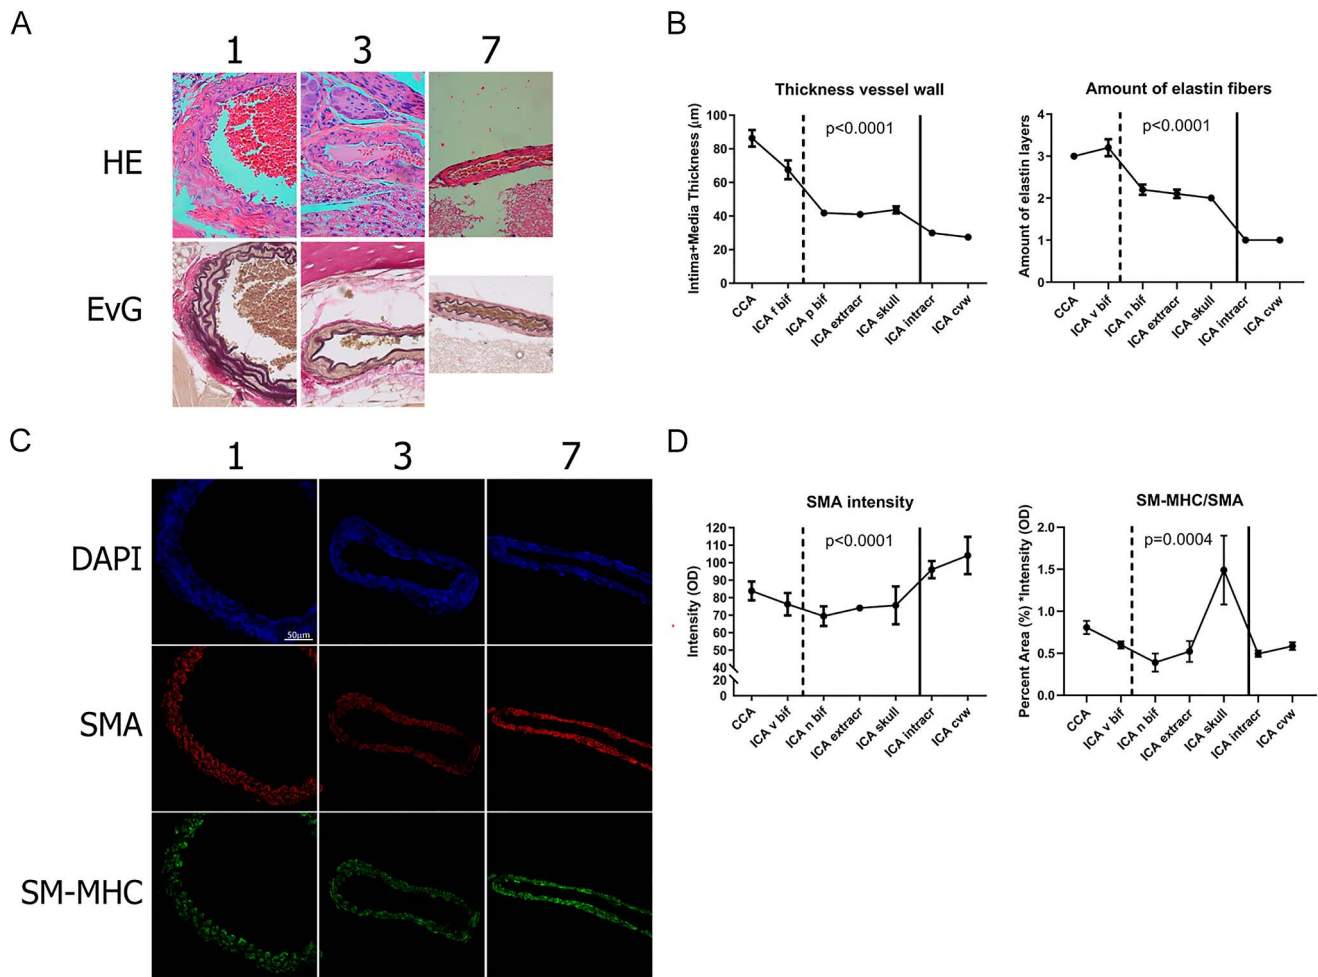 A
1 3 7
HE
EvG
B
Thickness vessel wall
Intima+Media Thickness (μm)
100
80
60
40
20
0
p<0.0001
CCA
ICA f bif
ICA p bif
ICA extracr
ICA skull
ICA intracr
ICA cvw
Amount of elastin fibers
Amount of elastin layers
4
3
2
1
0
p<0.0001
CCA
ICA v bif
ICA n bif
ICA extracr
ICA skull
ICA intracr
ICA cvw
C
1 3 7
DAPI
50μm
SMA
SM-MHC
D
SMA intensity
Intensity (OD)
120
110
100
90
80
70
60
50
40
20
0
p<0.0001
CCA
ICA v bif
ICA n bif
ICA extracr
ICA skull
ICA intracr
ICA cvw
SM-MHC/SMA
Percent Area (%) *Intensity (OD)
2.0
1.5
1.0
0.5
0.0
p=0.0004
CCA
ICA v bif
ICA n bif
ICA extracr
ICA skull
ICA intracr
ICA cvw